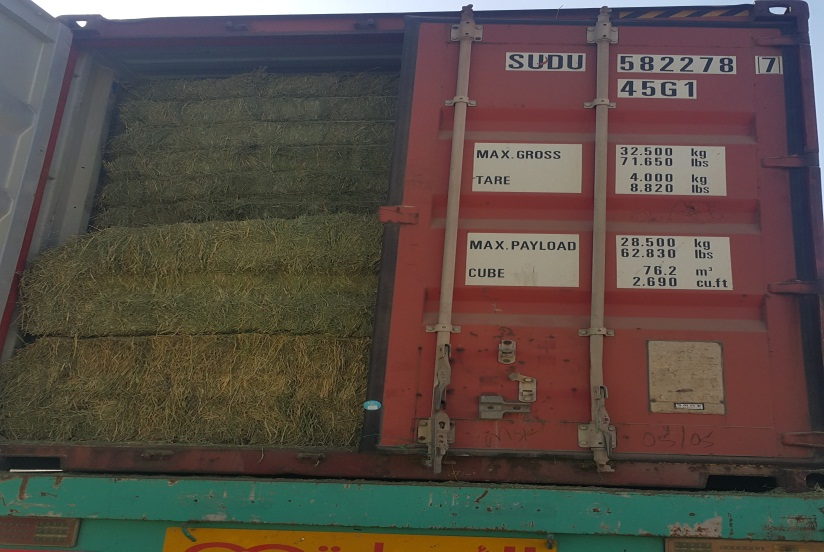 SUDU 582278 7
45G1
MAX.GROSS 32.500 kg
71.650 lbs
TARE 4.000 kg
8.820 lbs
MAX.PAYLOAD 28.500 kg
62.830 lbs
CUBE 76.2 m³
2.690 cu.ft